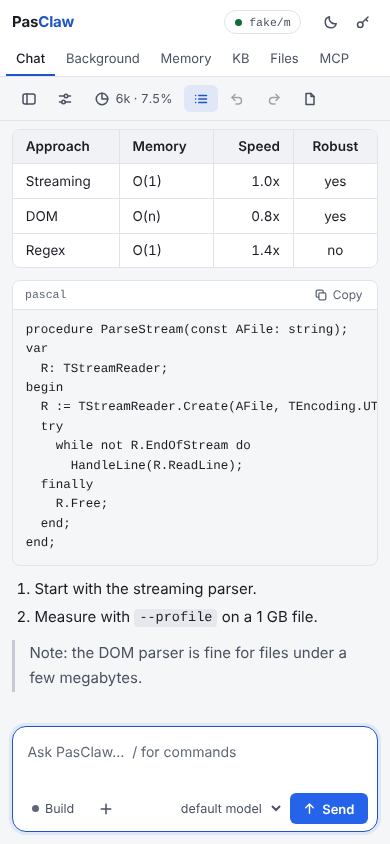 PasClaw
fake/m
Chat Background Memory KB Files MCP
6k · 7.5%
Approach Memory Speed Robust
Streaming O(1) 1.0x yes
DOM O(n) 0.8x yes
Regex O(1) 1.4x no
pascal Copy
procedure ParseStream(const AFile: string);
var
  R: TStreamReader;
begin
  R := TStreamReader.Create(AFile, TEncoding.UT
  try
    while not R.EndOfStream do
      HandleLine(R.ReadLine);
  finally
    R.Free;
  end;
end;
1. Start with the streaming parser.
2. Measure with --profile on a 1 GB file.
Note: the DOM parser is fine for files under a
few megabytes.
Ask PasClaw... / for commands
Build + default model Send